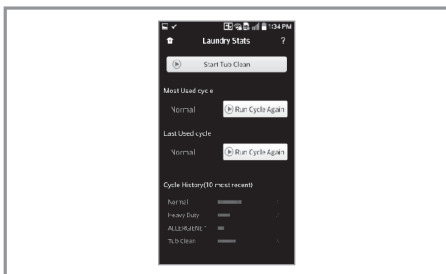 1:34 PM
Laundry Stats ?
Start Tub Clean
Most Used cycle
Normal Run Cycle Again
Last Used cycle
Normal Run Cycle Again
Cycle History(10 most recent)
Normal
Heavy Duty
ALLERGIENE
Tub Clean